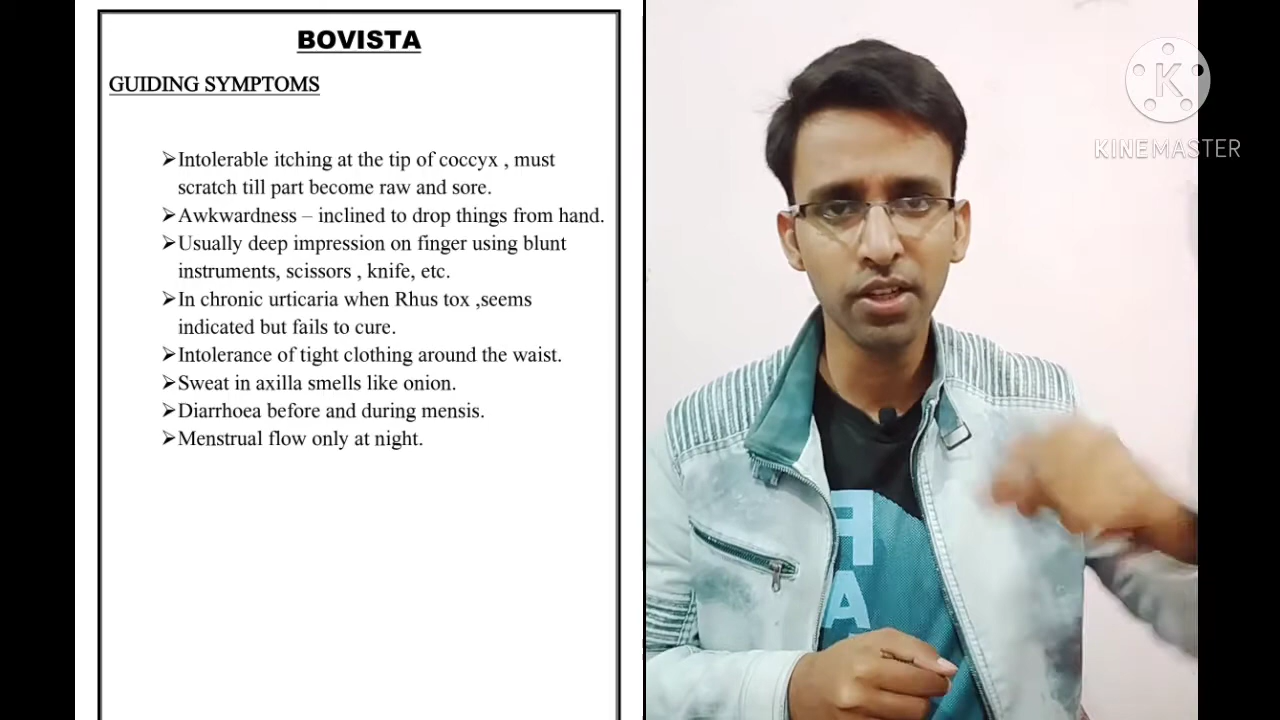 BOVISTA
GUIDING SYMPTOMS
➢Intolerable itching at the tip of coccyx , must
scratch till part become raw and sore.
➢Awkwardness – inclined to drop things from hand.
➢Usually deep impression on finger using blunt
instruments, scissors , knife, etc.
➢In chronic urticaria when Rhus tox ,seems
indicated but fails to cure.
➢Intolerance of tight clothing around the waist.
➢Sweat in axilla smells like onion.
➢Diarrhoea before and during mensis.
➢Menstrual flow only at night.
K
KINEMASTER